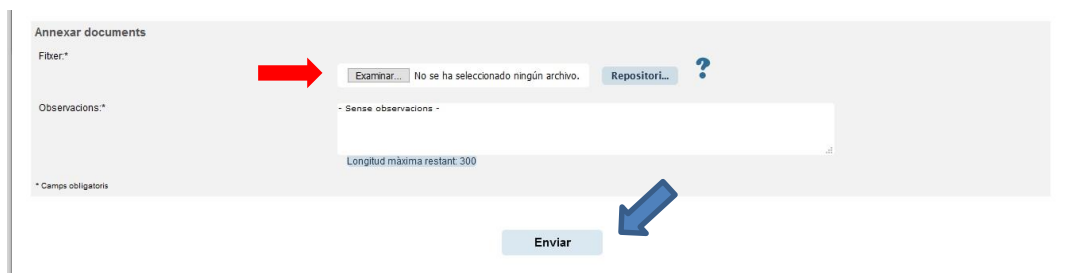 Annexar documents
Fitxer:*
Examinar... No se ha seleccionado ningún archivo. Repositori... ?
Observacions:*
- Sense observacions -
Longitud màxima restant: 300
* Camps obligatoris
Enviar